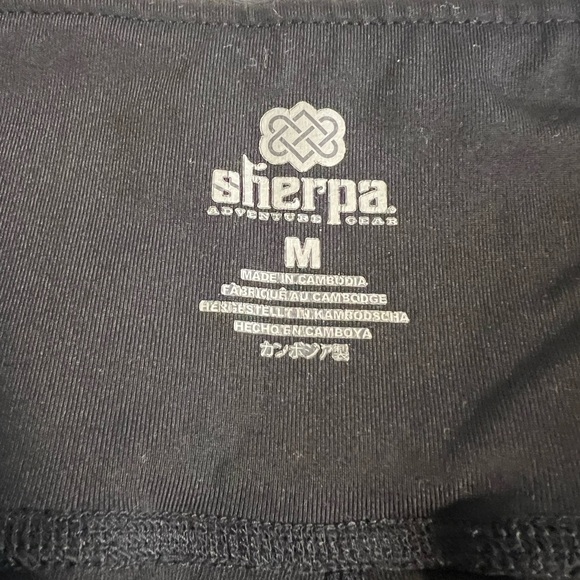 sherpa®
ADVENTURE GEAR
M
MADE IN CAMBODIA
FABRIQUÉ AU CAMBODGE
HERGESTELLT IN KAMBODSCHA
HECHO EN CAMBOYA
カンボジア製